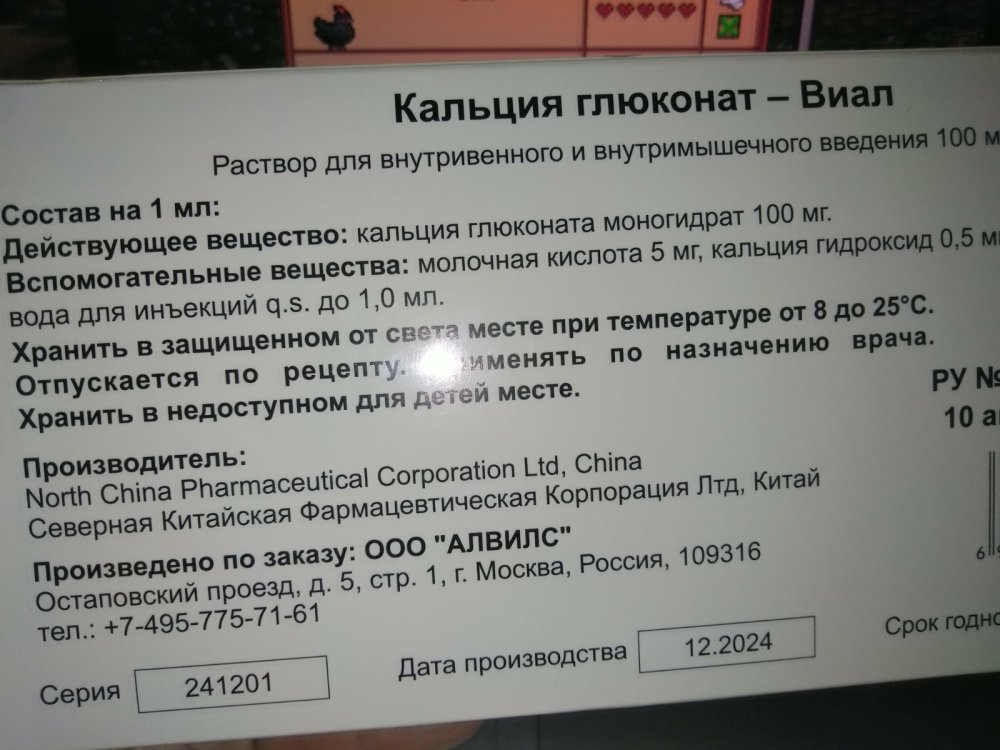 Кальция глюконат – Виал
Раствор для внутривенного и внутримышечного введения 100 м
Состав на 1 мл:
Действующее вещество: кальция глюконата моногидрат 100 мг.
Вспомогательные вещества: молочная кислота 5 мг, кальция гидроксид 0,5 м
вода для инъекций q.s. до 1,0 мл.
Хранить в защищенном от света месте при температуре от 8 до 25°С.
Отпускается по рецепту. именять по назначению врача.
Хранить в недоступном для детей месте.
РУ №
10 а
Производитель:
North China Pharmaceutical Corporation Ltd, China
Северная Китайская Фармацевтическая Корпорация Лтд, Китай
Произведено по заказу: ООО "АЛВИЛС"
Остаповский проезд, д. 5, стр. 1, г. Москва, Россия, 109316
тел.: +7-495-775-71-61
6
Серия 241201 Дата производства 12.2024 Срок годно